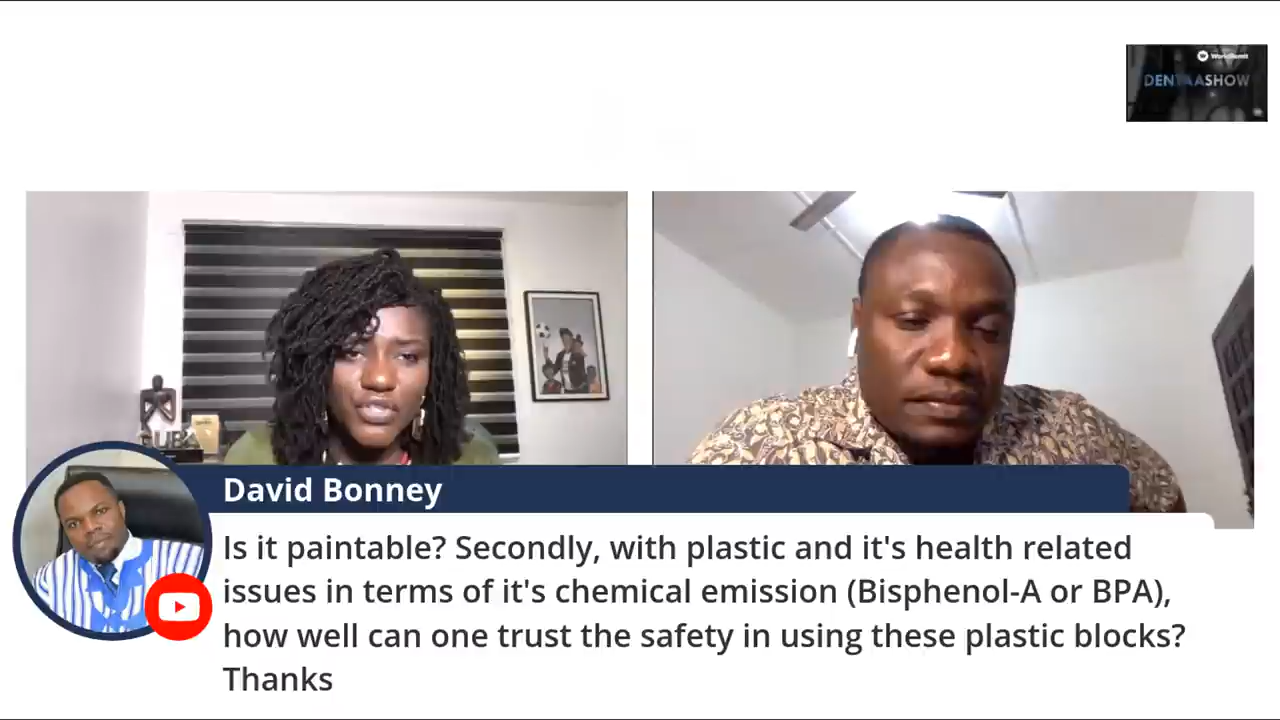 WorldRemit
DENTAASHOW
David Bonney
Is it paintable? Secondly, with plastic and it's health related
issues in terms of it's chemical emission (Bisphenol-A or BPA),
how well can one trust the safety in using these plastic blocks?
Thanks